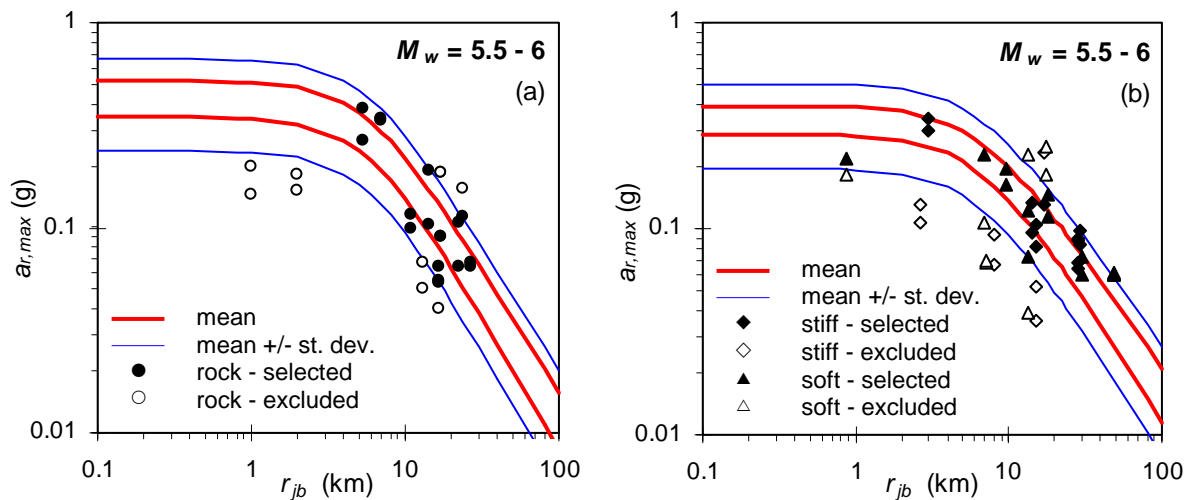 1
M w = 5.5 - 6
(a)
a r,max (g)
0.1
mean
mean +/- st. dev.
rock - selected
rock - excluded
0.01
0.1 1 10 100
r jb (km)
1
M w = 5.5 - 6
(b)
a r,max (g)
0.1
mean
mean +/- st. dev.
stiff - selected
stiff - excluded
soft - selected
soft - excluded
0.01
0.1 1 10 100
r jb (km)